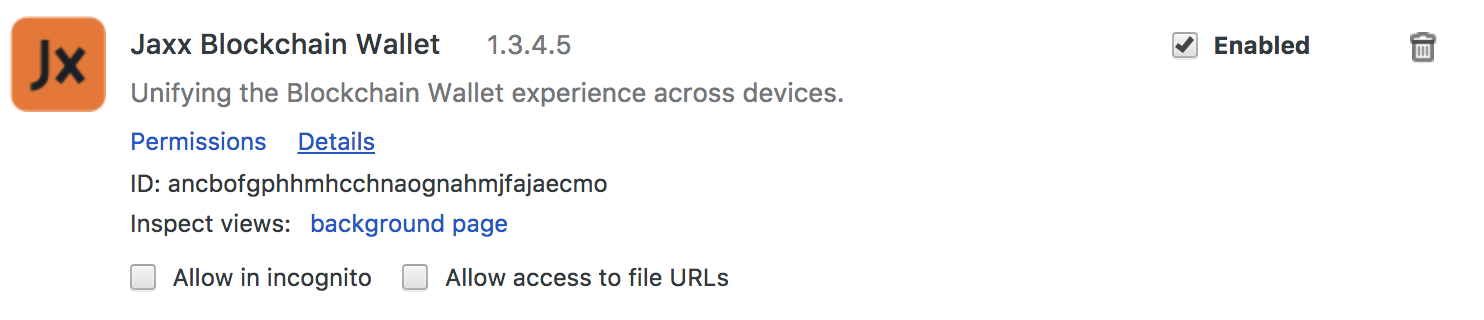 Jx
Jaxx Blockchain Wallet 1.3.4.5 Enabled
Unifying the Blockchain Wallet experience across devices.
Permissions Details
ID: ancbofgphhmhcchnaognahmjfajaecmo
Inspect views: background page
Allow in incognito Allow access to file URLs